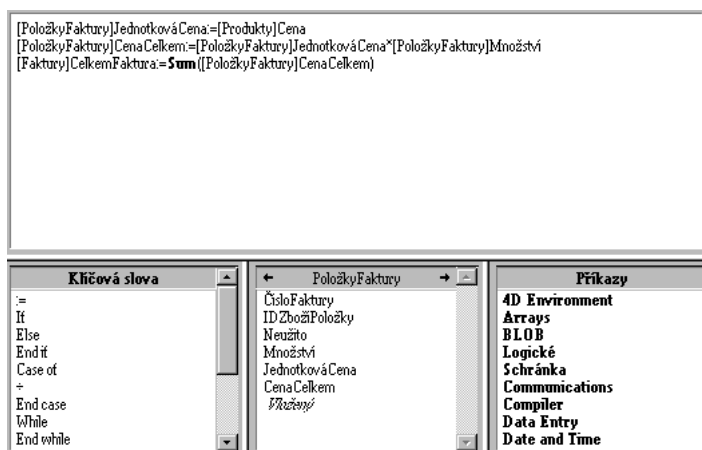 [PoložkyFaktury]JednotkováCena:=[Produkty]Cena
[PoložkyFaktury]CenaCelkem:=[PoložkyFaktury]JednotkováCena*[PoložkyFaktury]Množství
[Faktury]CelkemFaktura:=Sum([PoložkyFaktury]CenaCelkem)
Klíčová slova
:=
If
Else
End if
Case of
÷
End case
While
End while
← PoložkyFaktury →
ČísloFaktury
IDZbožíPoložky
Neužito
Množství
JednotkováCena
CenaCelkem
Vložený
Příkazy
4D Environment
Arrays
BLOB
Logické
Schránka
Communications
Compiler
Data Entry
Date and Time